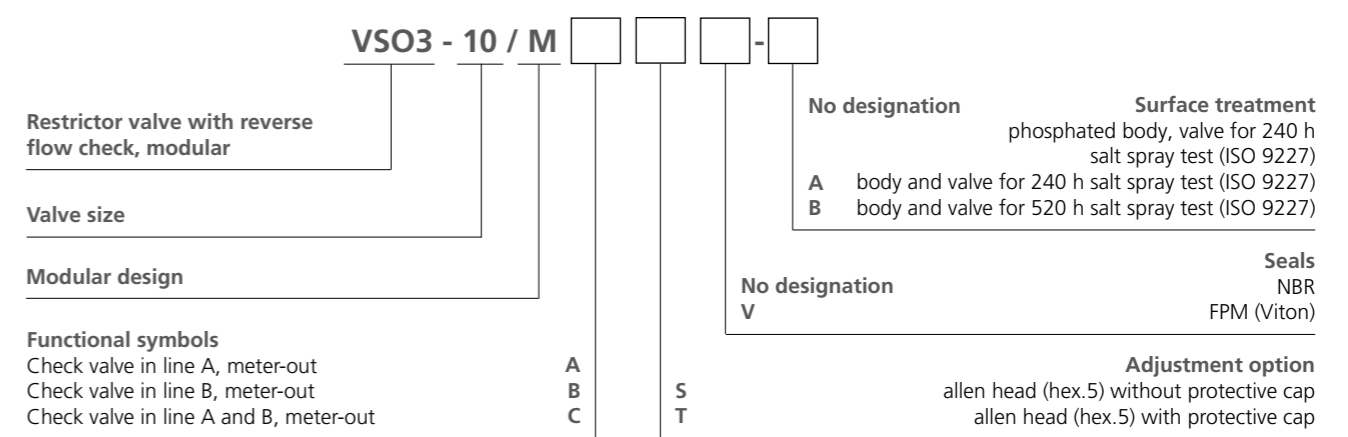 VSO3 - 10 / M -
Restrictor valve with reverse
flow check, modular
Valve size
Modular design
Functional symbols
Check valve in line A, meter-out A
Check valve in line B, meter-out B
Check valve in line A and B, meter-out C
No designation Surface treatment
phosphated body, valve for 240 h
salt spray test (ISO 9227)
A body and valve for 240 h salt spray test (ISO 9227)
B body and valve for 520 h salt spray test (ISO 9227)
Seals
No designation NBR
V FPM (Viton)
Adjustment option
S allen head (hex.5) without protective cap
T allen head (hex.5) with protective cap